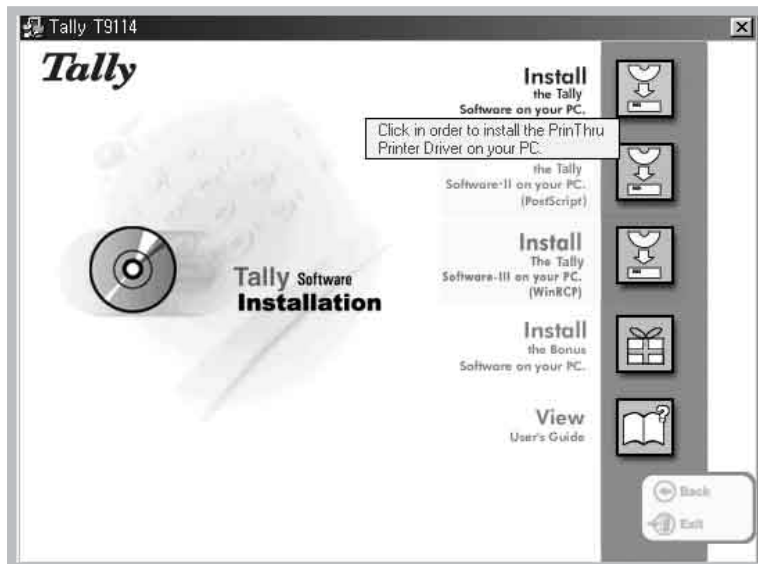 Tally T9114
Tally
Install
the Tally
Software on your PC.
Click in order to install the PrinThru
Printer Driver on your PC.
the Tally
Software-II on your PC.
(PostScript)
Install
The Tally
Software-III on your PC.
(WinRCP)
Tally Software
Installation
Install
the Bonus
Software on your PC.
View
User's Guide
Back
Exit